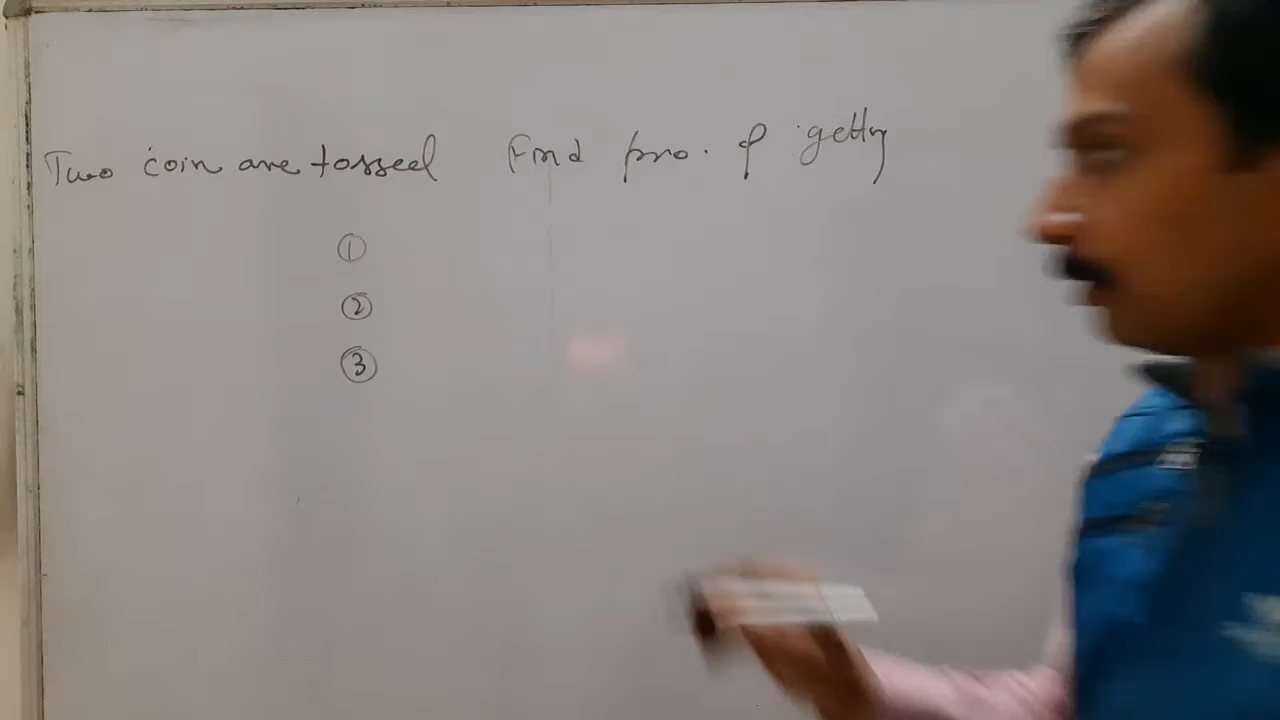 Two coin are tossed Find pro. of getting
①
②
③